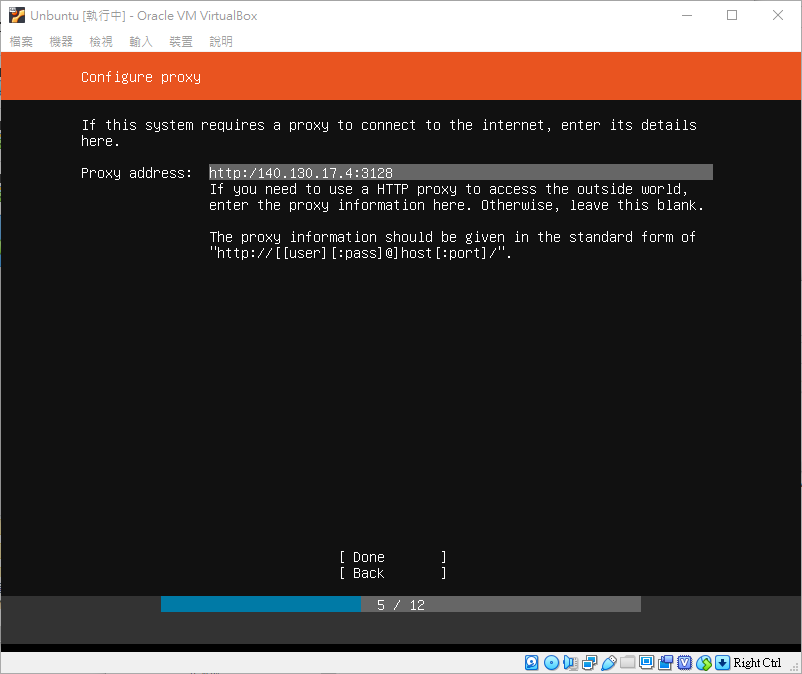 Unbuntu [執行中] - Oracle VM VirtualBox
檔案 機器 檢視 輸入 裝置 說明
Configure proxy
If this system requires a proxy to connect to the internet, enter its details
here.
Proxy address: http:/140.130.17.4:3128
If you need to use a HTTP proxy to access the outside world,
enter the proxy information here. Otherwise, leave this blank.
The proxy information should be given in the standard form of
"http://[[user][:pass]@]host[:port]/".
[ Done ]
[ Back ]
5 / 12
Right Ctrl